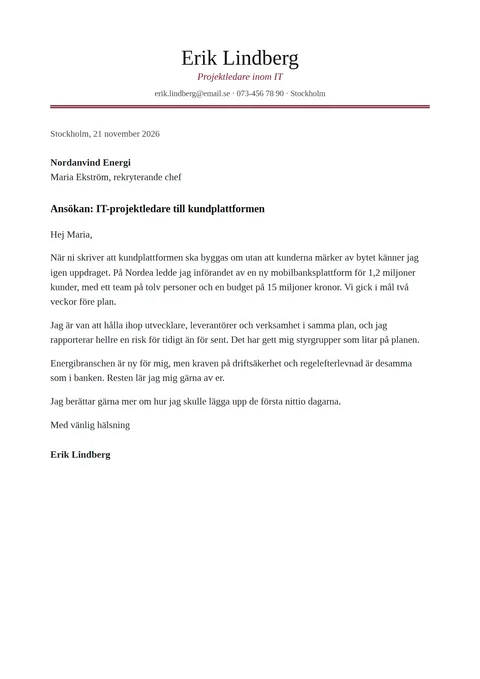 Erik Lindberg
Projektledare inom IT
erik.lindberg@email.se · 073-456 78 90 · Stockholm
Stockholm, 21 november 2026
Nordanvind Energi
Maria Ekström, rekryterande chef
Ansökan: IT-projektledare till kundplattformen
Hej Maria,
När ni skriver att kundplattformen ska byggas om utan att kunderna märker av bytet känner jag
igen uppdraget. På Nordea ledde jag införandet av en ny mobilbanksplattform för 1,2 miljoner
kunder, med ett team på tolv personer och en budget på 15 miljoner kronor. Vi gick i mål två
veckor före plan.
Jag är van att hålla ihop utvecklare, leverantörer och verksamhet i samma plan, och jag
rapporterar hellre en risk för tidigt än för sent. Det har gett mig styrgrupper som litar på planen.
Energibranschen är ny för mig, men kraven på driftsäkerhet och regelefterlevnad är desamma
som i banken. Resten lär jag mig gärna av er.
Jag berättar gärna mer om hur jag skulle lägga upp de första nittio dagarna.
Med vänlig hälsning
Erik Lindberg